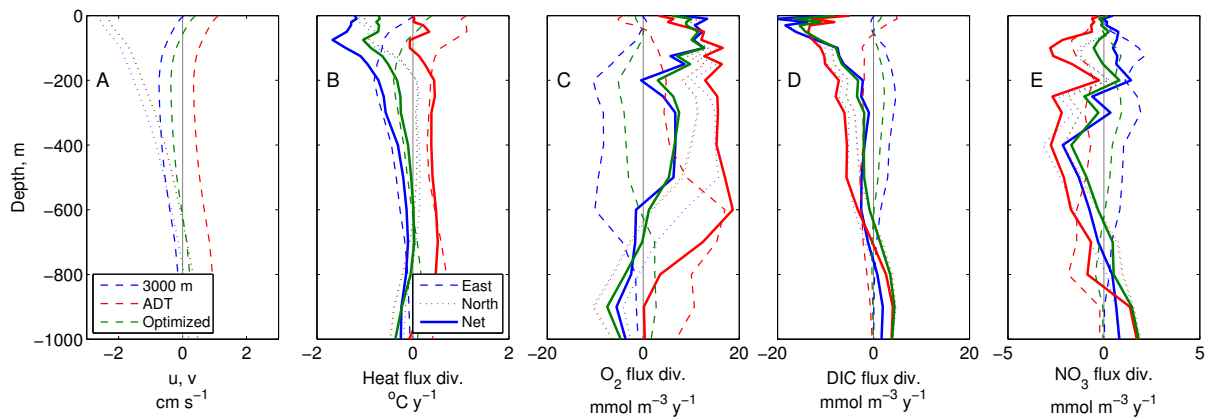 A
B
C
D
E
Depth, m
0
−200
−400
−600
−800
−1000
3000 m
ADT
Optimized
East
North
Net
−2 0 2
−2 0 2
−20 0 20
−20 0 20
−5 0 5
u, v
cm s⁻¹
Heat flux div.
°C y⁻¹
O₂ flux div.
mmol m⁻³ y⁻¹
DIC flux div.
mmol m⁻³ y⁻¹
NO₃ flux div.
mmol m⁻³ y⁻¹